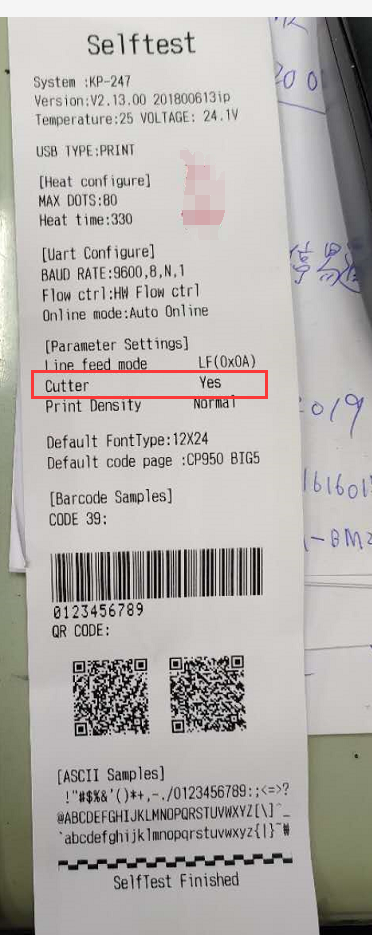 Selftest
System :KP-247
Version:V2.13.00 201800613ip
Temperature:25 VOLTAGE: 24.1V
USB TYPE:PRINT
[Heat configure]
MAX DOTS:80
Heat time:330
[Uart Configure]
BAUD RATE:9600,8,N,1
Flow ctrl:HW Flow ctrl
Online mode:Auto Online
[Parameter Settings]
Line feed mode LF(0x0A)
Cutter Yes
Print Density Normal
Default FontType:12X24
Default code page :CP950 BIG5
[Barcode Samples]
CODE 39:
0123456789
QR CODE:
[ASCII Samples]
!"#$%&'()*+,-./0123456789:;<=>?
@ABCDEFGHIJKLMNOPQRSTUVWXYZ[\]^_
`abcdefghijklmnopqrstuvwxyz{|}~
SelfTest Finished
019